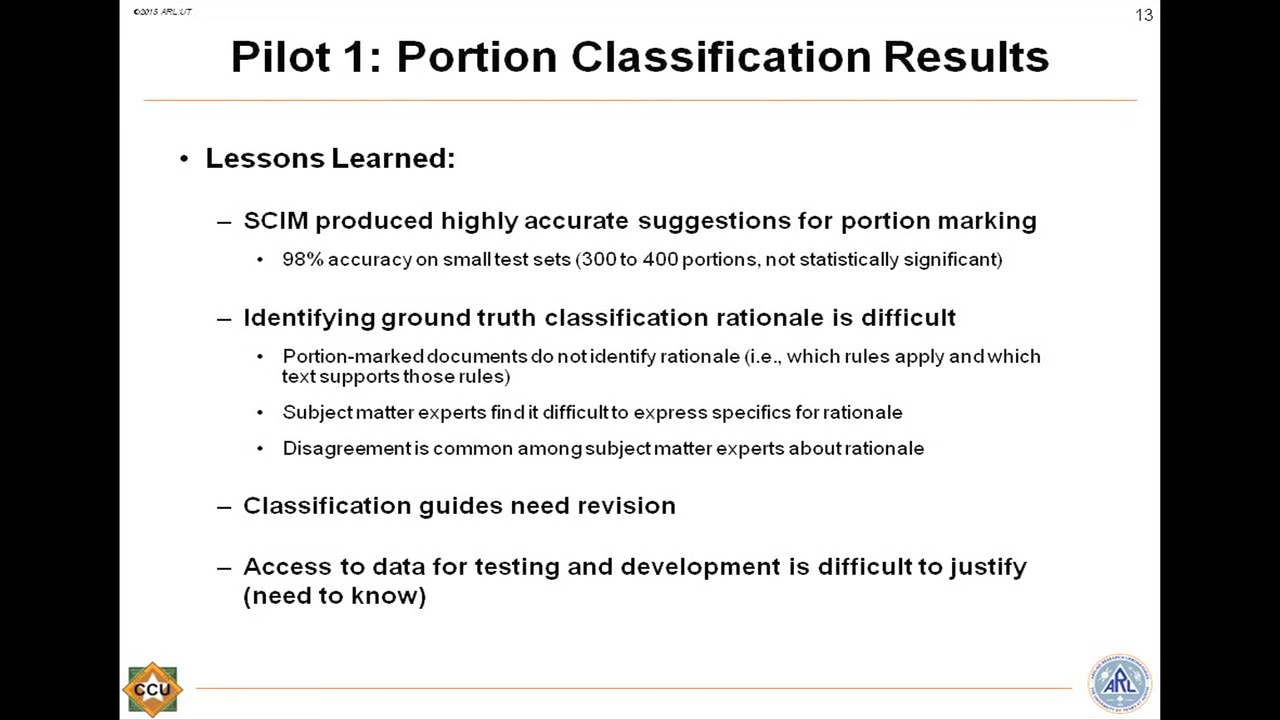 ©2015 ARL:UT
13
Pilot 1: Portion Classification Results
• Lessons Learned:
– SCIM produced highly accurate suggestions for portion marking
• 98% accuracy on small test sets (300 to 400 portions, not statistically significant)
– Identifying ground truth classification rationale is difficult
• Portion-marked documents do not identify rationale (i.e., which rules apply and which
text supports those rules)
• Subject matter experts find it difficult to express specifics for rationale
• Disagreement is common among subject matter experts about rationale
– Classification guides need revision
– Access to data for testing and development is difficult to justify
(need to know)
CCU
ARL